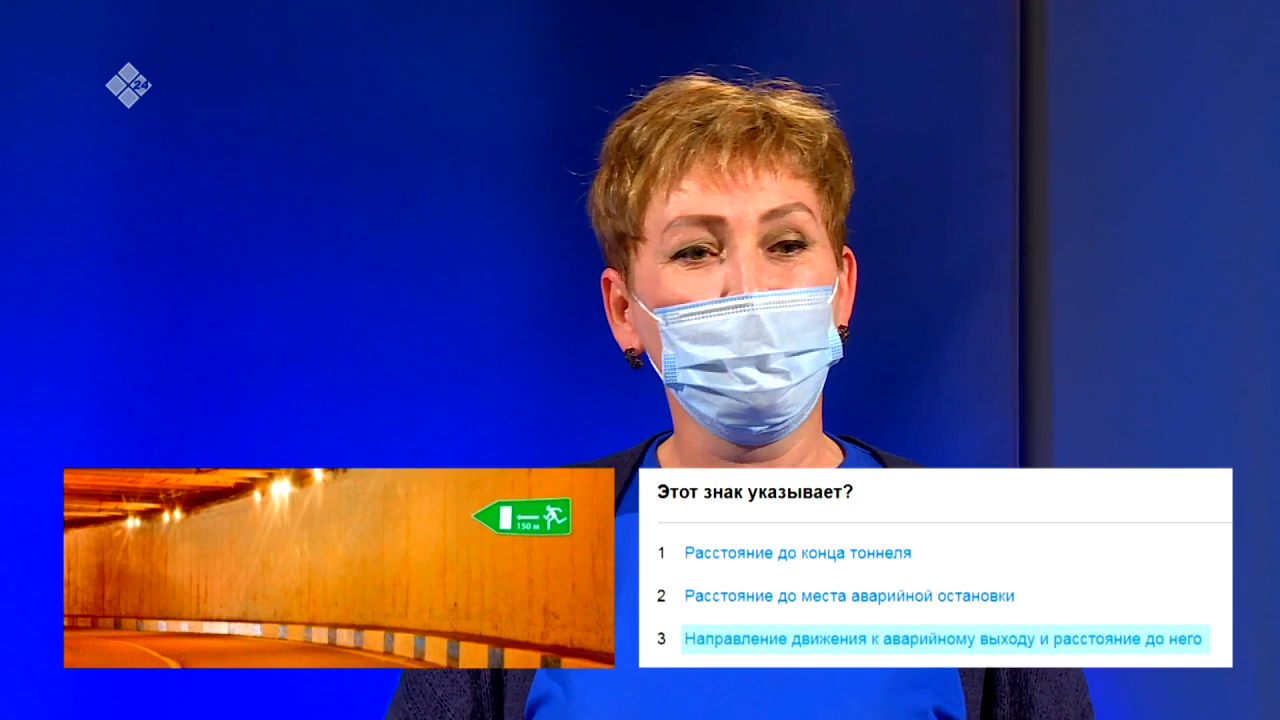 х24
150 м
Этот знак указывает?
1 Расстояние до конца тоннеля
2 Расстояние до места аварийной остановки
3 Направление движения к аварийному выходу и расстояние до него